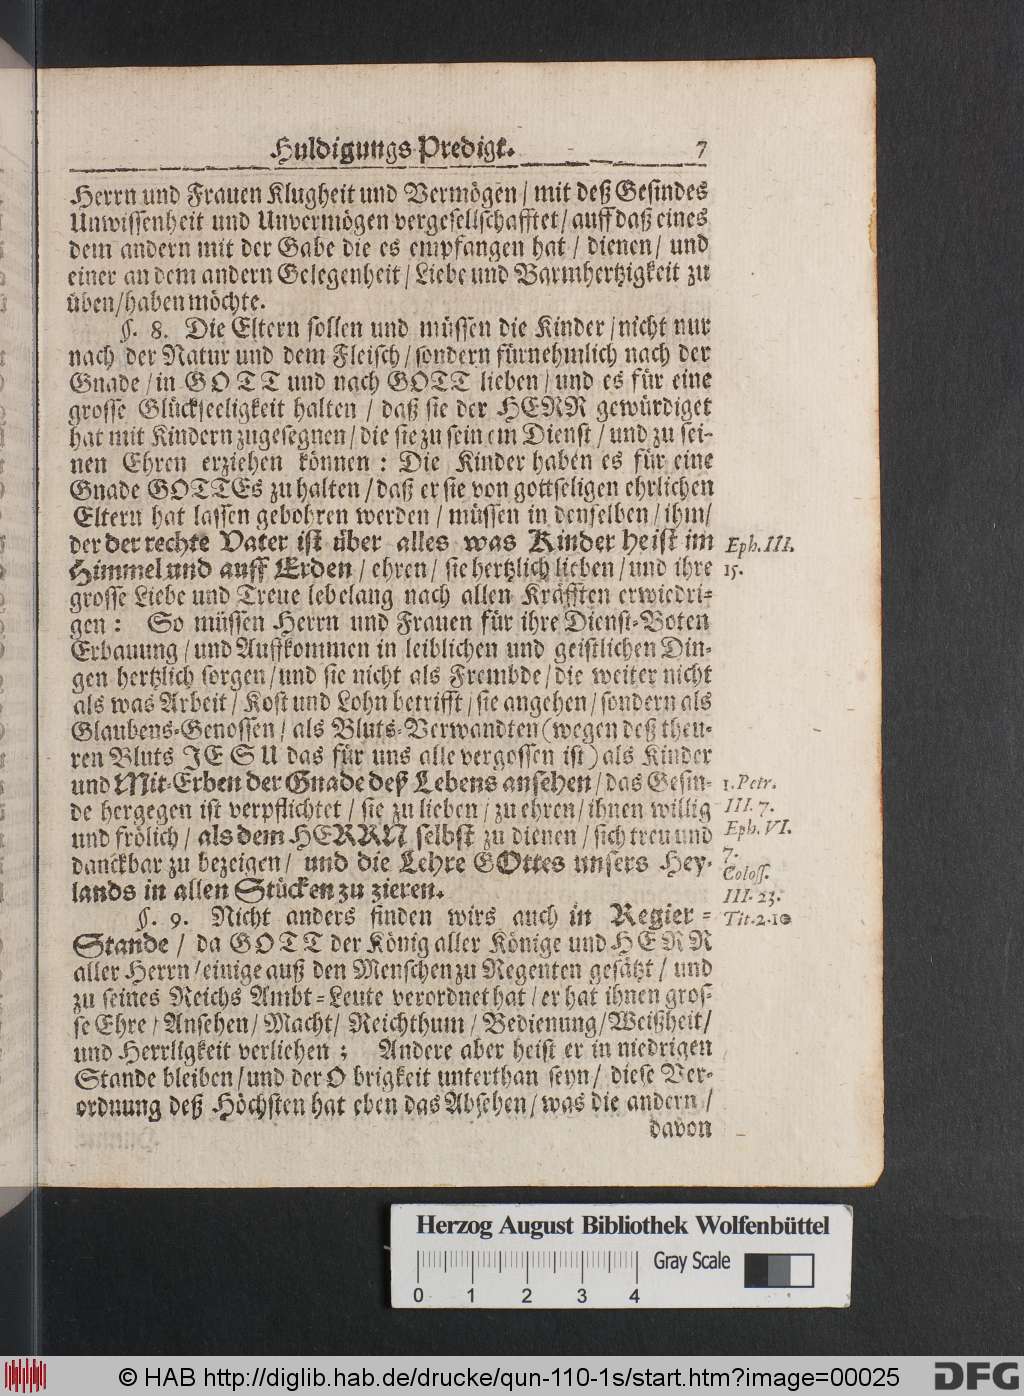 Huldigungs-Predigt. 7
Herrn und Frauen Klugheit und Vermögen / mit deß Gesindes
Unwissenheit und Unvermögen vergesellschafftet / auff daß eines
dem andern mit der Gabe die es empfangen hat / dienen / und
einer an dem andern Gelegenheit / Liebe und Barmhertzigkeit zu
üben / haben möchte.
§. 8. Die Eltern sollen und müssen die Kinder / nicht nur
nach der Natur und dem Fleisch / sondern fürnehmlich nach der
Gnade / in GOTT und nach GOTT lieben / und es für eine
grosse Glückseeligkeit halten / daß sie der HERR gewürdiget
hat mit Kindern zugesegnen / die sie zu seinem Dienst / und zu sei-
nen Ehren erziehen können : Die Kinder haben es für eine
Gnade GOTTEs zu halten / daß er sie von gottseligen ehrlichen
Eltern hat lassen gebohren werden / müssen in denselben / ihm /
der der rechte Vater ist über alles was Kinder heist im Eph. III.
Himmel und auff Erden / ehren / sie hertzlich lieben / und ihre 15.
grosse Liebe und Treue lebelang nach allen Kräfften erwiedri-
gen : So müssen Herrn und Frauen für ihre Dienst-Boten
Erbauung / und Auffkommen in leiblichen und geistlichen Din-
gen hertzlich sorgen / und sie nicht als Frembde / die weiter nicht
als was Arbeit / Kost und Lohn betrifft / sie angehen / sondern als
Glaubens-Genossen / als Bluts-Verwandten (wegen deß theu-
ren Bluts JESU das für uns alle vergossen ist) als Kinder
und Mit-Erben der Gnade deß Lebens ansehen / das Gesin- 1. Petr.
de hergegen ist verpflichtet / sie zu lieben / zu ehren / ihnen willig III. 7.
und frölich / als dem HERRN selbst zu dienen / sich treu und Eph. VI.
danckbar zu bezeigen / und die Lehre GOttes unsers Hey- 7. Coloss.
lands in allen Stücken zu zieren. III. 23.
§. 9. Nicht anders finden wirs auch in Regier- Tit. 2. 10
Stande / da GOTT der König aller Könige und HERR
aller Herrn / einige auß den Menschen zu Regenten gesätzt / und
zu seines Reichs Ambt-Leute verordnet hat / er hat ihnen gros-
se Ehre / Ansehen / Macht / Reichthum / Bedienung / Weißheit /
und Herrligkeit verliehen ; Andere aber heist er in niedrigen
Stande bleiben / und der Obrigkeit unterthan seyn / diese Ver-
ordnung deß Höchsten hat eben das Absehen / was die andern /
davon
Herzog August Bibliothek Wolfenbüttel
Gray Scale
0 1 2 3 4
© HAB http://diglib.hab.de/drucke/qun-110-1s/start.htm?image=00025
DFG